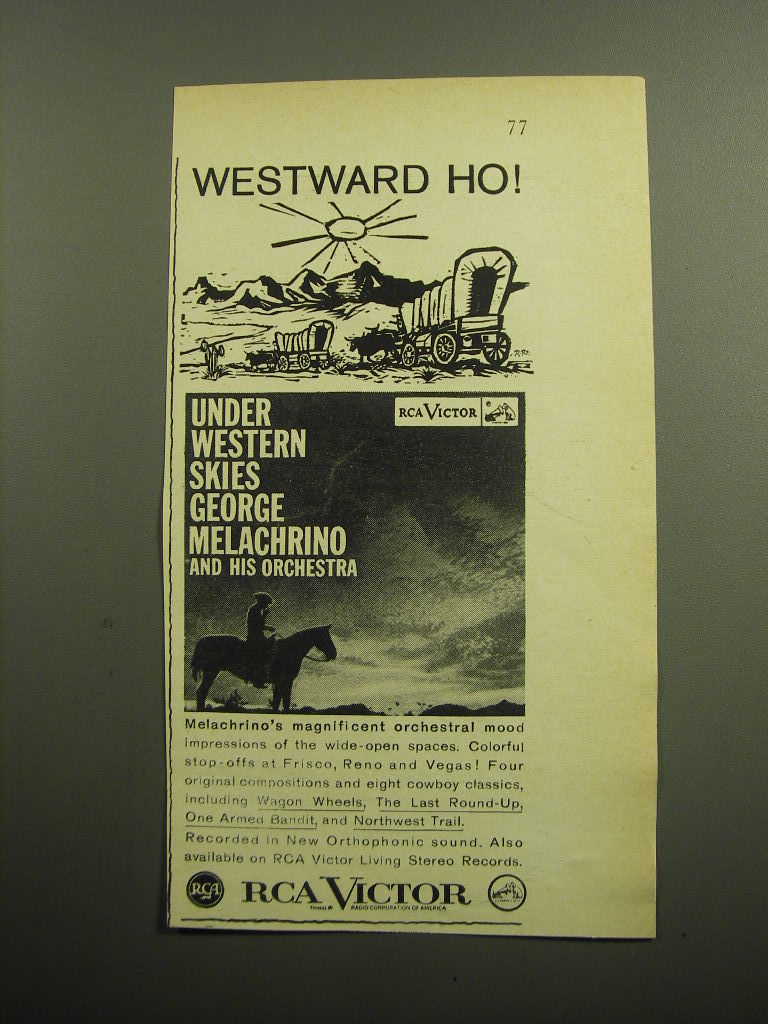 77
WESTWARD HO!
UNDER
WESTERN
SKIES
GEORGE
MELACHRINO
AND HIS ORCHESTRA
RCA VICTOR
Melachrino's magnificent orchestral mood
impressions of the wide-open spaces. Colorful
stop-offs at Frisco, Reno and Vegas! Four
original compositions and eight cowboy classics,
including Wagon Wheels, The Last Round-Up,
One Armed Bandit, and Northwest Trail.
Recorded in New Orthophonic sound. Also
available on RCA Victor Living Stereo Records.
RCA RCA VICTOR
RADIO CORPORATION OF AMERICA